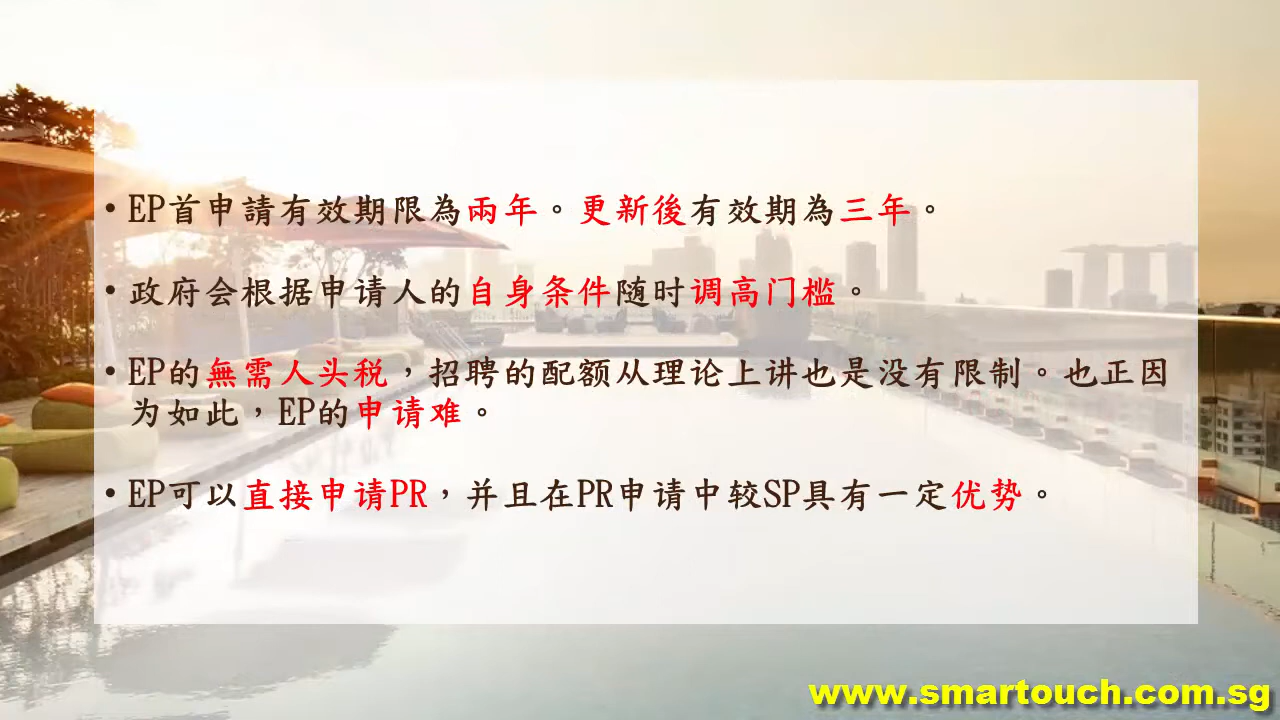 • EP首申請有效期限為兩年。更新後有效期為三年。
• 政府会根据申请人的自身条件随时调高门槛。
• EP的無需人头税，招聘的配额从理论上讲也是没有限制。也正因
为如此，EP的申请难。
• EP可以直接申请PR，并且在PR申请中较SP具有一定优势。
www.smartouch.com.sg